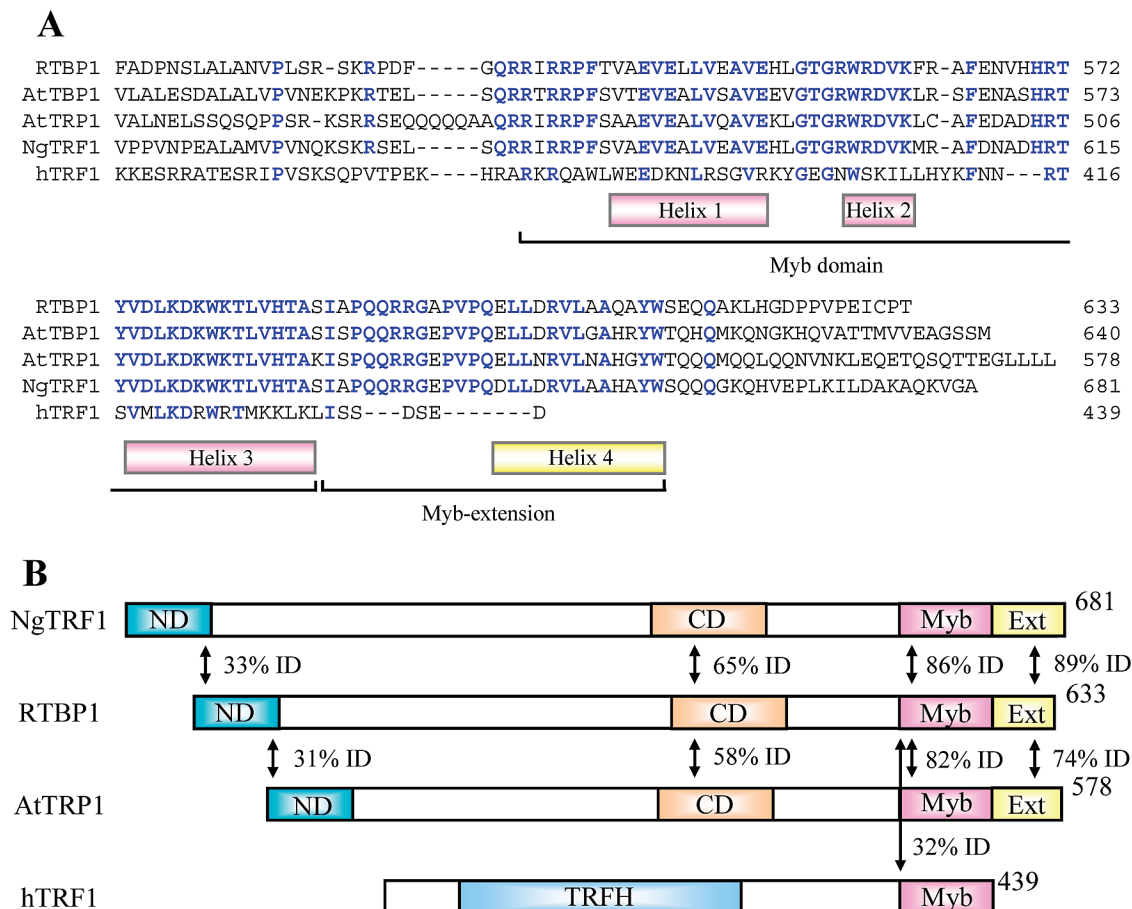 A
RTBP1 FADPNSLALANVPLSR-SKRPDF-----GQRRIRRPFTVAEVELLVEAVEHLGTGRWRDVKFR-AFENVHHRT 572
AtTBP1 VLALESDALALVPVNEKPKRTEL-----SQRRTRRPFSVTEVEALVSAVEEVGTGRWRDVKLR-SFENASHRT 573
AtTRP1 VALNELSSQSQPPSR-KSRRSEQQQQQAAQRRIRRPFSAAEVEALVQAVEKLGTGRWRDVKLC-AFEDADHRT 506
NgTRF1 VPPVNPEALAMVPVNQKSKRSEL-----SQRRIRRPFSVAEVEALVEAVEHLGTGRWRDVKMR-AFDNADHRT 615
hTRF1 KKESRRATESRIPVSKSQPVTPEK----HRARKRQAWLWEEDKNLRSGVRKYGEGNWSKILLHYKFNN---RT 416
Helix 1 Helix 2
Myb domain
RTBP1 YVDLKDKWKTLVHTASIAPQQRRGAPVPQELLDRVLAAQAYWSEQQAKLHGDPPVPEICPT 633
AtTBP1 YVDLKDKWKTLVHTASIAPQQRRGEPVPQELLDRVLGAHRYWTQHQMKQNGKHQVATTMVVEAGSSM 640
AtTRP1 YVDLKDKWKTLVHTAKISPQQRRGEPVPQELLNRVLNAHGYWTQQQMQQLQQNVNKLEQETQSQTTEGLLLL 578
NgTRF1 YVDLKDKWKTLVHTASIAPQQRRGEPVPQDLLDRVLAAHAYWSQQQGKQHVEPLKILDAKAQKVGA 681
hTRF1 SVMLKDRWRTMKKLKLISS---DSE-------D 439
Helix 3 Helix 4
Myb-extension
B
NgTRF1 ND CD Myb Ext 681
33% ID 65% ID 86% ID 89% ID
RTBP1 ND CD Myb Ext 633
31% ID 58% ID 82% ID 74% ID
AtTRP1 ND CD Myb Ext 578
32% ID
hTRF1 TRFH Myb 439